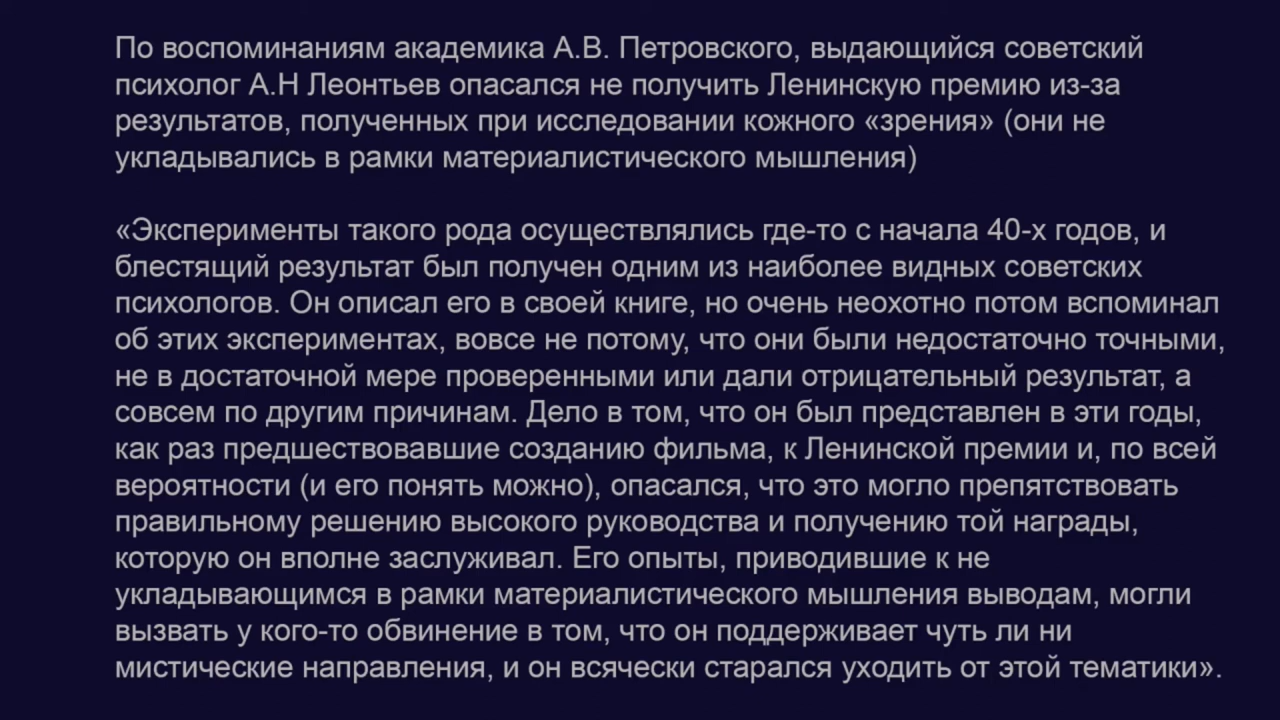 По воспоминаниям академика А.В. Петровского, выдающийся советский
психолог А.Н Леонтьев опасался не получить Ленинскую премию из-за
результатов, полученных при исследовании кожного «зрения» (они не
укладывались в рамки материалистического мышления)
«Эксперименты такого рода осуществлялись где-то с начала 40-х годов, и
блестящий результат был получен одним из наиболее видных советских
психологов. Он описал его в своей книге, но очень неохотно потом вспоминал
об этих экспериментах, вовсе не потому, что они были недостаточно точными,
не в достаточной мере проверенными или дали отрицательный результат, а
совсем по другим причинам. Дело в том, что он был представлен в эти годы,
как раз предшествовавшие созданию фильма, к Ленинской премии и, по всей
вероятности (и его понять можно), опасался, что это могло препятствовать
правильному решению высокого руководства и получению той награды,
которую он вполне заслуживал. Его опыты, приводившие к не
укладывающимся в рамки материалистического мышления выводам, могли
вызвать у кого-то обвинение в том, что он поддерживает чуть ли ни
мистические направления, и он всячески старался уходить от этой тематики».